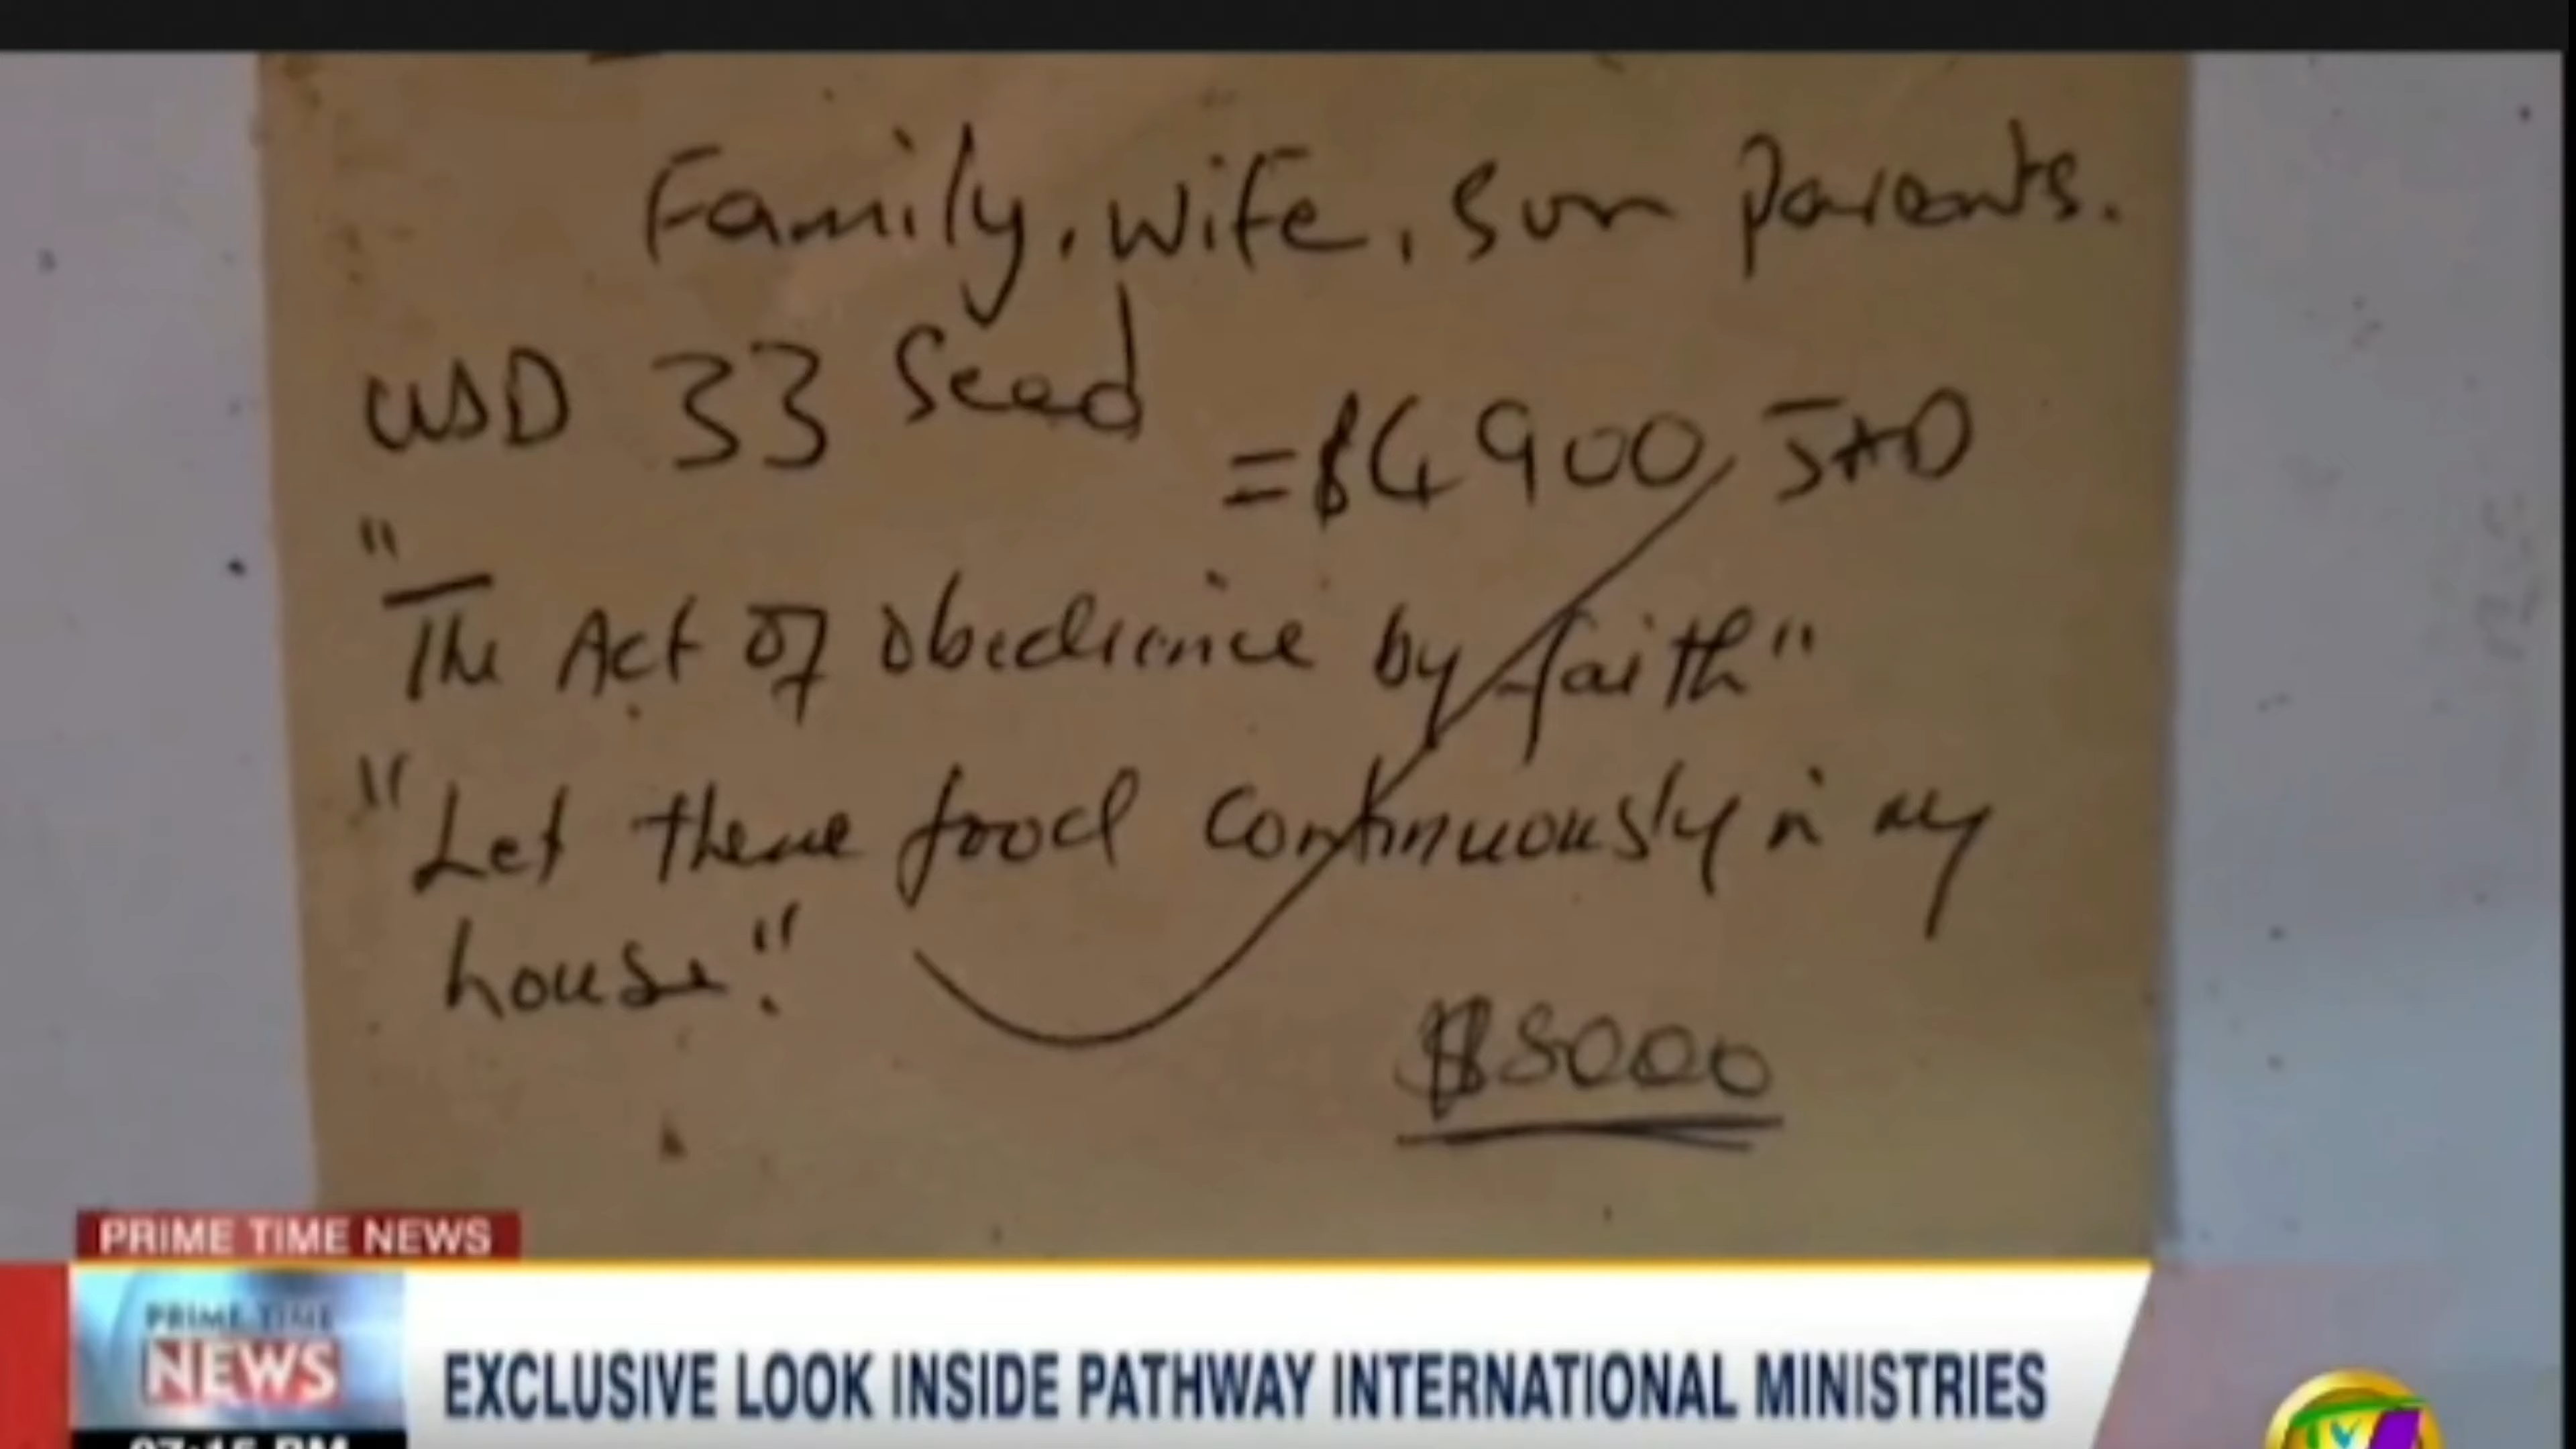 Family, wife, son parents.
USD 33 Seed
=$4900 JAD
"The Act of obedience by faith"
"Let there food continuously in my
house."
$8000
PRIME TIME NEWS
PRIME TIME
NEWS
EXCLUSIVE LOOK INSIDE PATHWAY INTERNATIONAL MINISTRIES